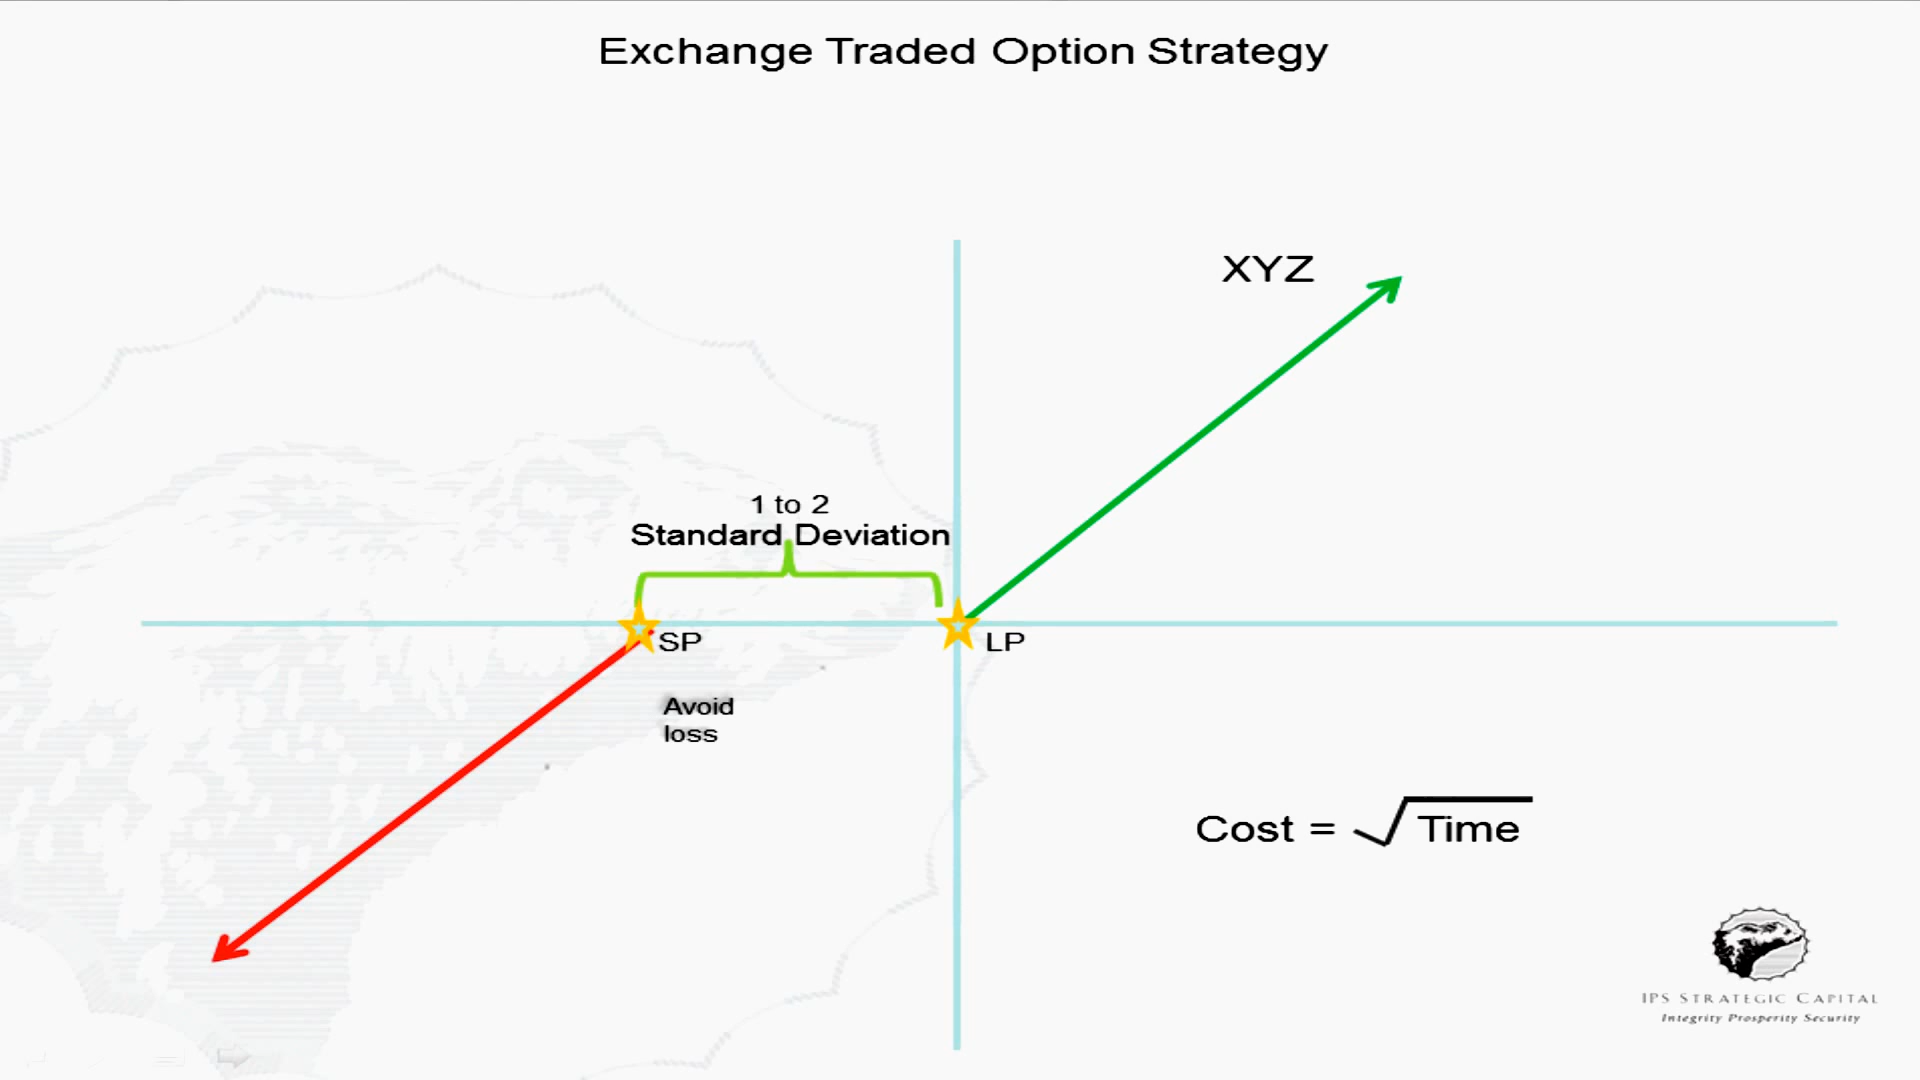 Exchange Traded Option Strategy
XYZ
1 to 2
Standard Deviation
SP
LP
Avoid
loss
Cost = √Time
IPS STRATEGIC CAPITAL
Integrity Prosperity Security